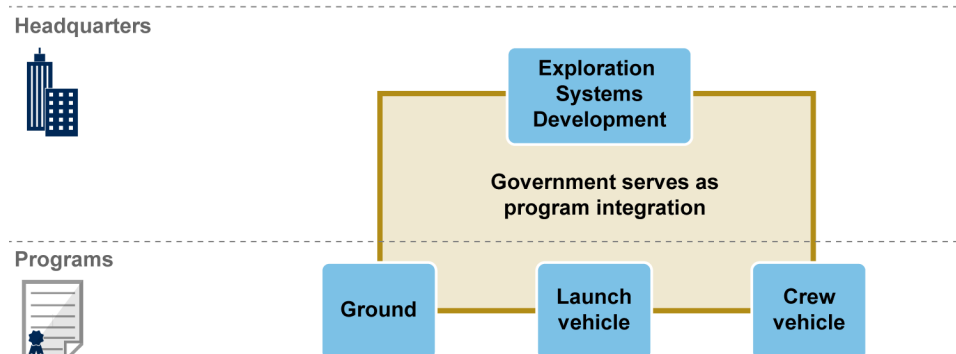 Headquarters
Exploration
Systems
Development
Government serves as
program integration
Programs
Ground
Launch
vehicle
Crew
vehicle